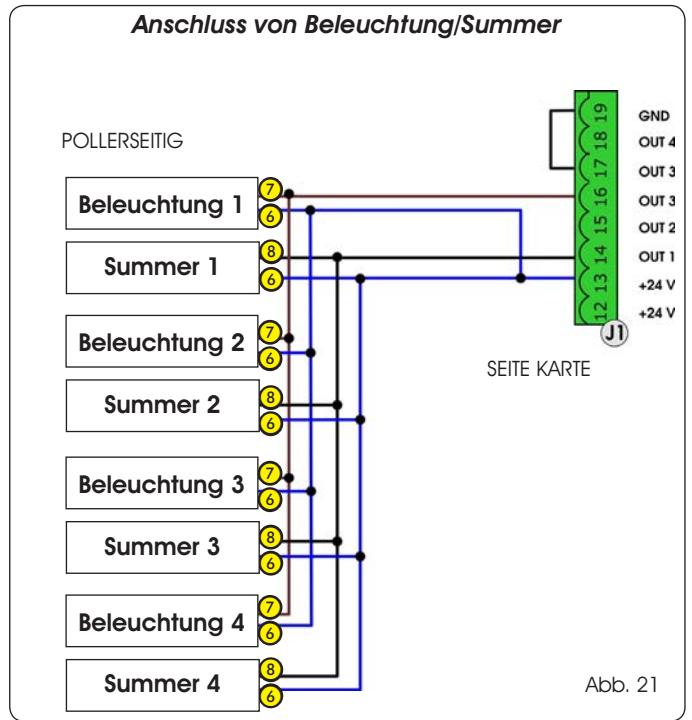 Anschluss von Beleuchtung/Summer
POLLERSEITIG
Beleuchtung 1
7
6
Summer 1
8
6
Beleuchtung 2
7
6
Summer 2
8
6
Beleuchtung 3
7
6
Summer 3
8
6
Beleuchtung 4
7
6
Summer 4
8
6
19 GND
18 OUT 4
17 OUT 3
16 OUT 3
15 OUT 2
14 OUT 1
13 +24 V
12 +24 V
J1
SEITE KARTE
Abb. 21